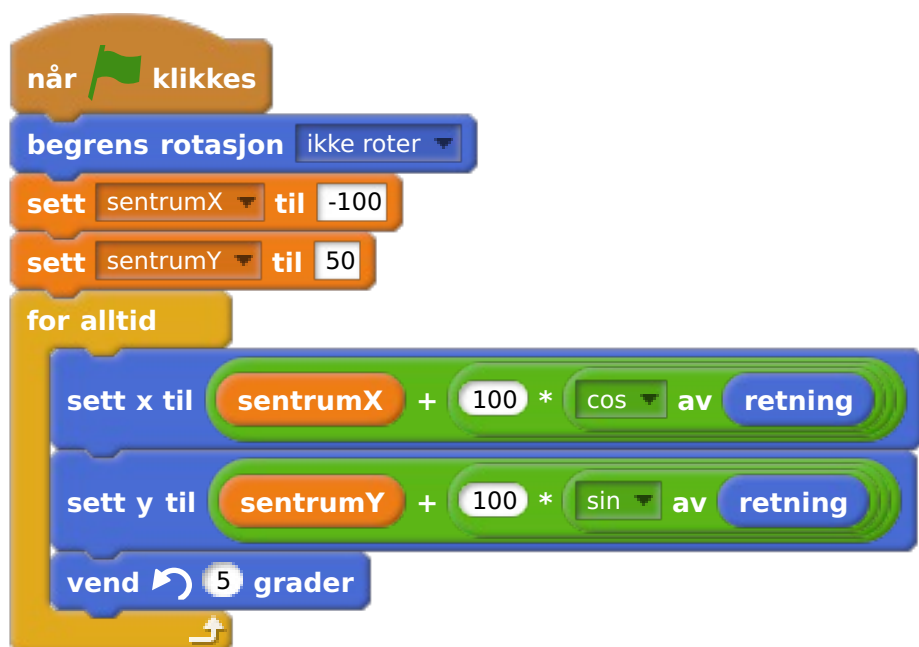 når klikkes
begrens rotasjon ikke roter
sett sentrumX til -100
sett sentrumY til 50
for alltid
sett x til sentrumX + 100 * cos av retning
sett y til sentrumY + 100 * sin av retning
vend 5 grader